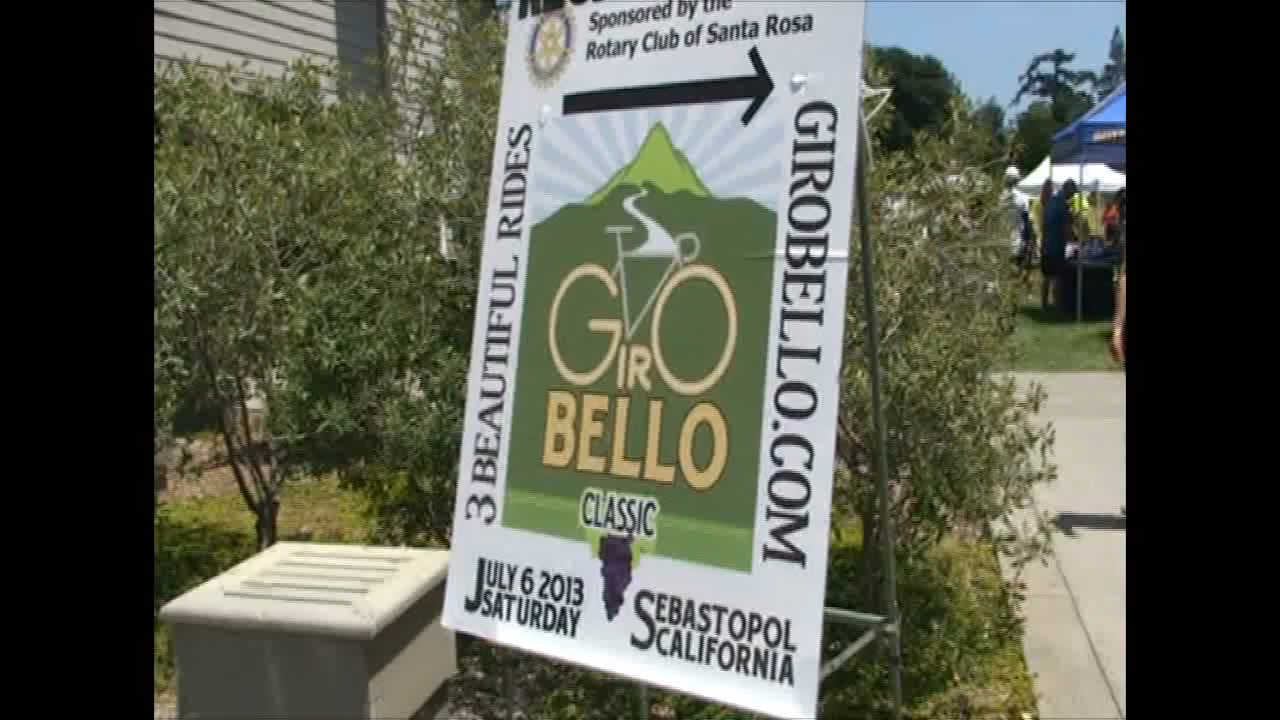 Sponsored by the
Rotary Club of Santa Rosa
3 BEAUTIFUL RIDES
GIROBELLO.COM
GIRO
BELLO
CLASSIC
JULY 6 2013
SATURDAY
SEBASTOPOL
CALIFORNIA